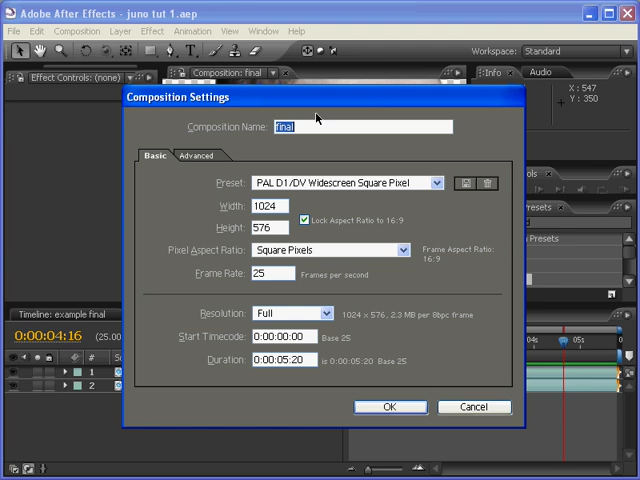 Adobe After Effects - juno tut 1.aep
File Edit Composition Layer Effect Animation View Window Help
Workspace: Standard
Effect Controls: (none)
Composition: final
Info Audio
X : 547
Y : 350
Composition Settings
Composition Name: final
Basic Advanced
Preset: PAL D1/DV Widescreen Square Pixel
Width: 1024
Lock Aspect Ratio to 16:9
Height: 576
Pixel Aspect Ratio: Square Pixels
Frame Aspect Ratio:
16:9
Frame Rate: 25 Frames per second
Resolution: Full 1024 x 576, 2.3 MB per 8bpc frame
Start Timecode: 0:00:00:00 Base 25
Duration: 0:00:05:20 is 0:00:05:20 Base 25
OK Cancel
Presets
Timeline: example final
0:00:04:16 (25.00
#
04s 05s
1
2